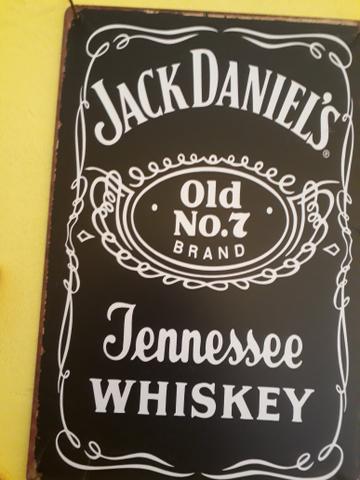 JACK DANIEL'S®
Old
No.7
BRAND
Tennessee
WHISKEY